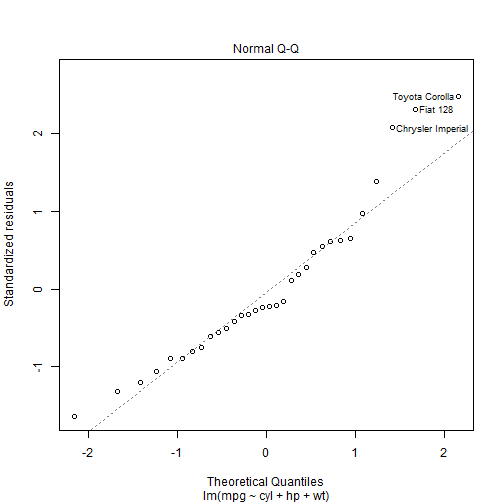 Normal Q-Q
Toyota Corolla
Fiat 128
Chrysler Imperial
Standardized residuals
2
1
0
-1
-2
-1
0
1
2
Theoretical Quantiles
lm(mpg ~ cyl + hp + wt)